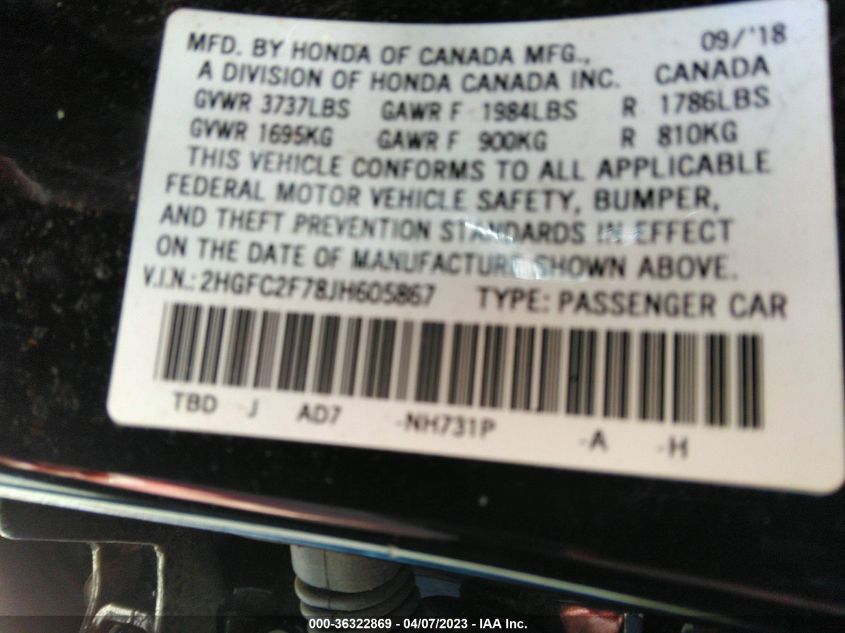 MFD. BY HONDA OF CANADA MFG., 09/'18
A DIVISION OF HONDA CANADA INC. CANADA
GVWR 3737LBS GAWR F 1984LBS R 1786LBS
GVWR 1695KG GAWR F 900KG R 810KG
THIS VEHICLE CONFORMS TO ALL APPLICABLE
FEDERAL MOTOR VEHICLE SAFETY, BUMPER,
AND THEFT PREVENTION STANDARDS IN EFFECT
ON THE DATE OF MANUFACTURE SHOWN ABOVE.
V.I.N.: 2HGFC2F78JH605867 TYPE: PASSENGER CAR
TBD -J AD7 -NH731P -A -H
000-36322869 - 04/07/2023 - IAA Inc.